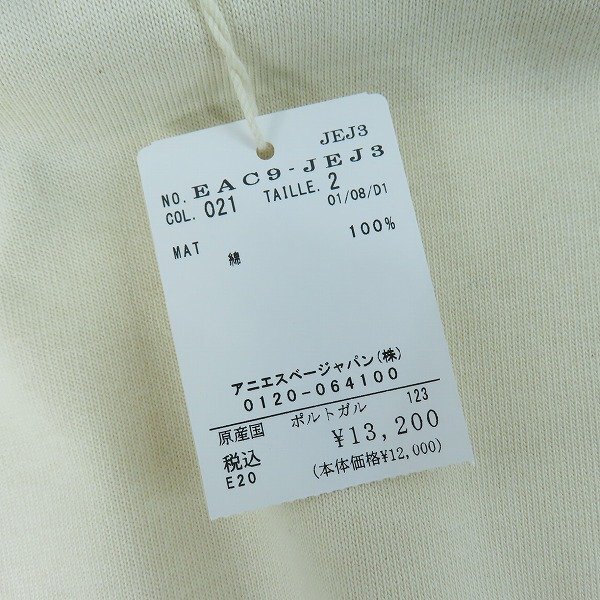 JEJ3
NO. EAC9-JEJ3
COL. 021 TAILLE. 2 01/08/D1
MAT 綿 100%
アニエスベージャパン(株)
0120-064100
原産国 ポルトガル 123
税込 ¥13,200
E20 (本体価格¥12,000)